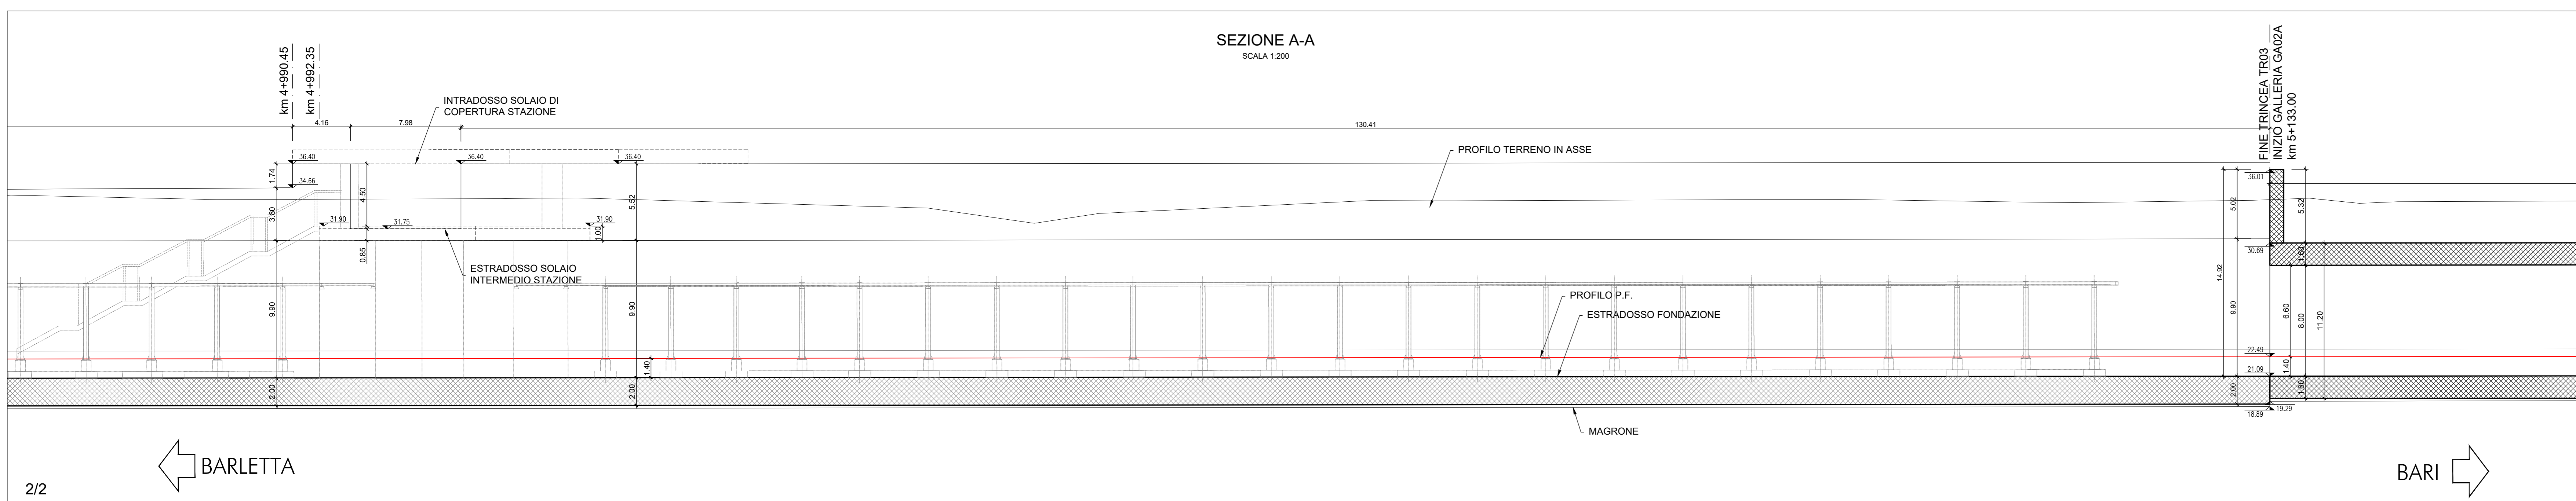 SEZIONE A-A
SCALA 1:200
km 4+990.45
km 4+992.35
INTRADOSSO SOLAIO DI
COPERTURA STAZIONE
4.16
7.98
130.41
FINE TRINCEA TR03
INIZIO GALLERIA GA02A
km 5+133.00
PROFILO TERRENO IN ASSE
36.40
36.40
36.40
1.74
34.66
4.50
5.52
3.80
31.90
31.75
31.90
1.00
0.85
ESTRADOSSO SOLAIO
INTERMEDIO STAZIONE
36.01
5.02
5.32
30.69
1.60
14.92
9.90
9.90
9.90
6.60
8.00
11.20
PROFILO P.F.
ESTRADOSSO FONDAZIONE
22.49
1.40
1.40
21.09
2.00
2.00
2.00
1.80
19.29
18.89
MAGRONE
BARLETTA
BARI
2/2